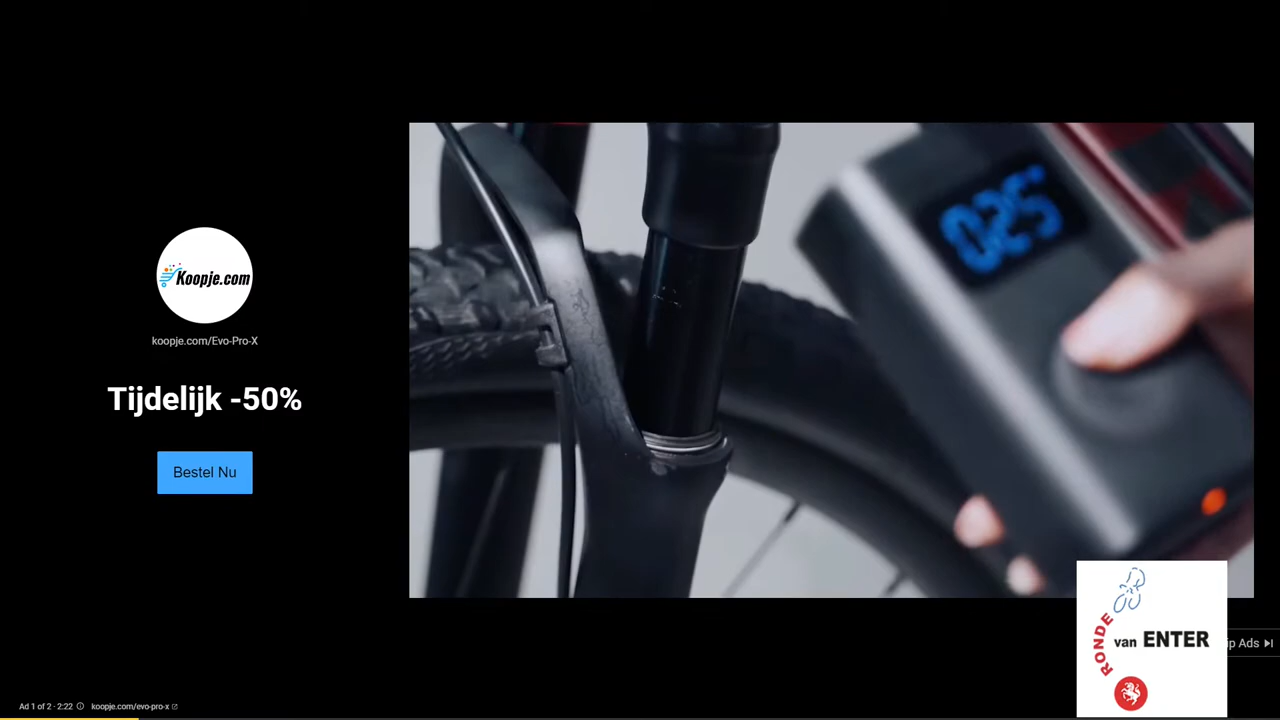 Koopje.com
koopje.com/Evo-Pro-X
Tijdelijk -50%
Bestel Nu
025
RONDE
van ENTER
ip Ads
Ad 1 of 2 · 2:22
koopje.com/evo-pro-x